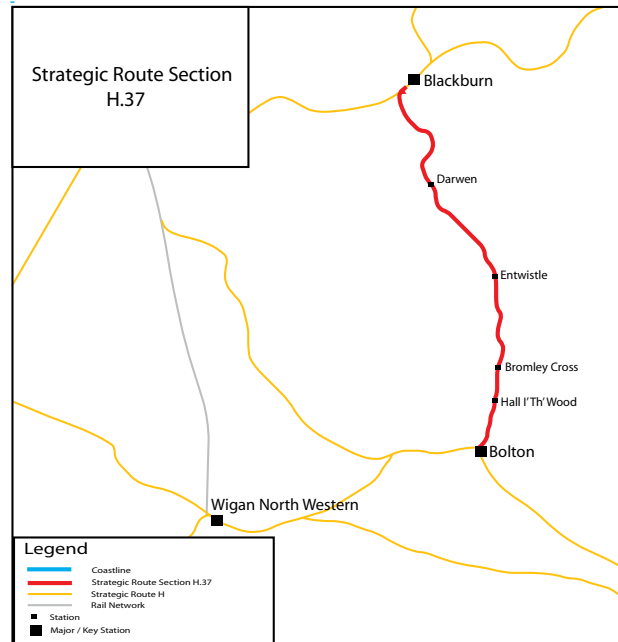 Strategic Route Section
H.37
Blackburn
Darwen
Entwistle
Bromley Cross
Hall I'Th' Wood
Bolton
Wigan North Western
Legend
Coastline
Strategic Route Section H.37
Strategic Route H
Rail Network
Station
Major / Key Station